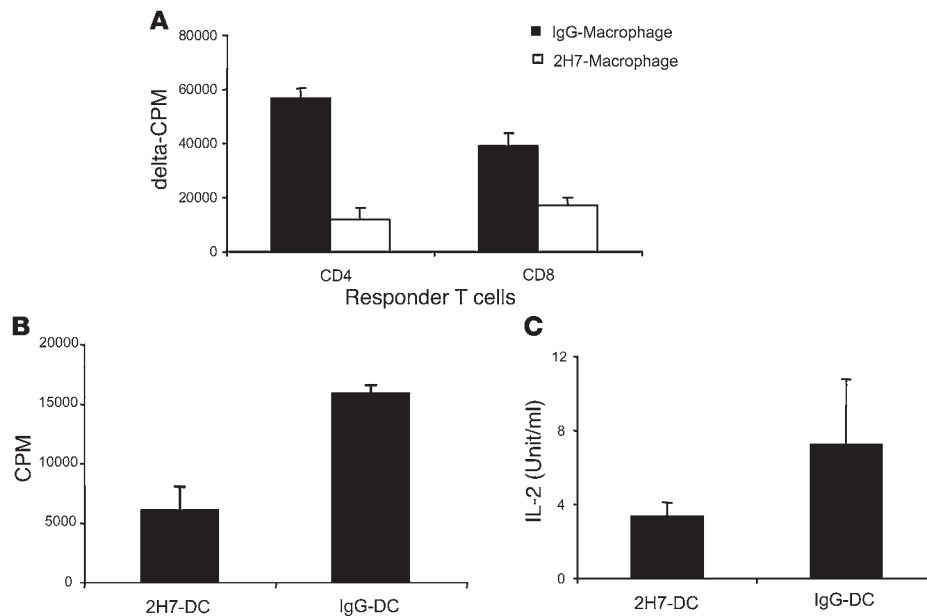 A
80000
60000
40000
20000
0
delta-CPM
IgG-Macrophage
2H7-Macrophage
CD4
CD8
Responder T cells
B
20000
15000
10000
5000
0
CPM
2H7-DC
IgG-DC
C
12
8
4
0
IL-2 (Unit/ml)
2H7-DC
IgG-DC